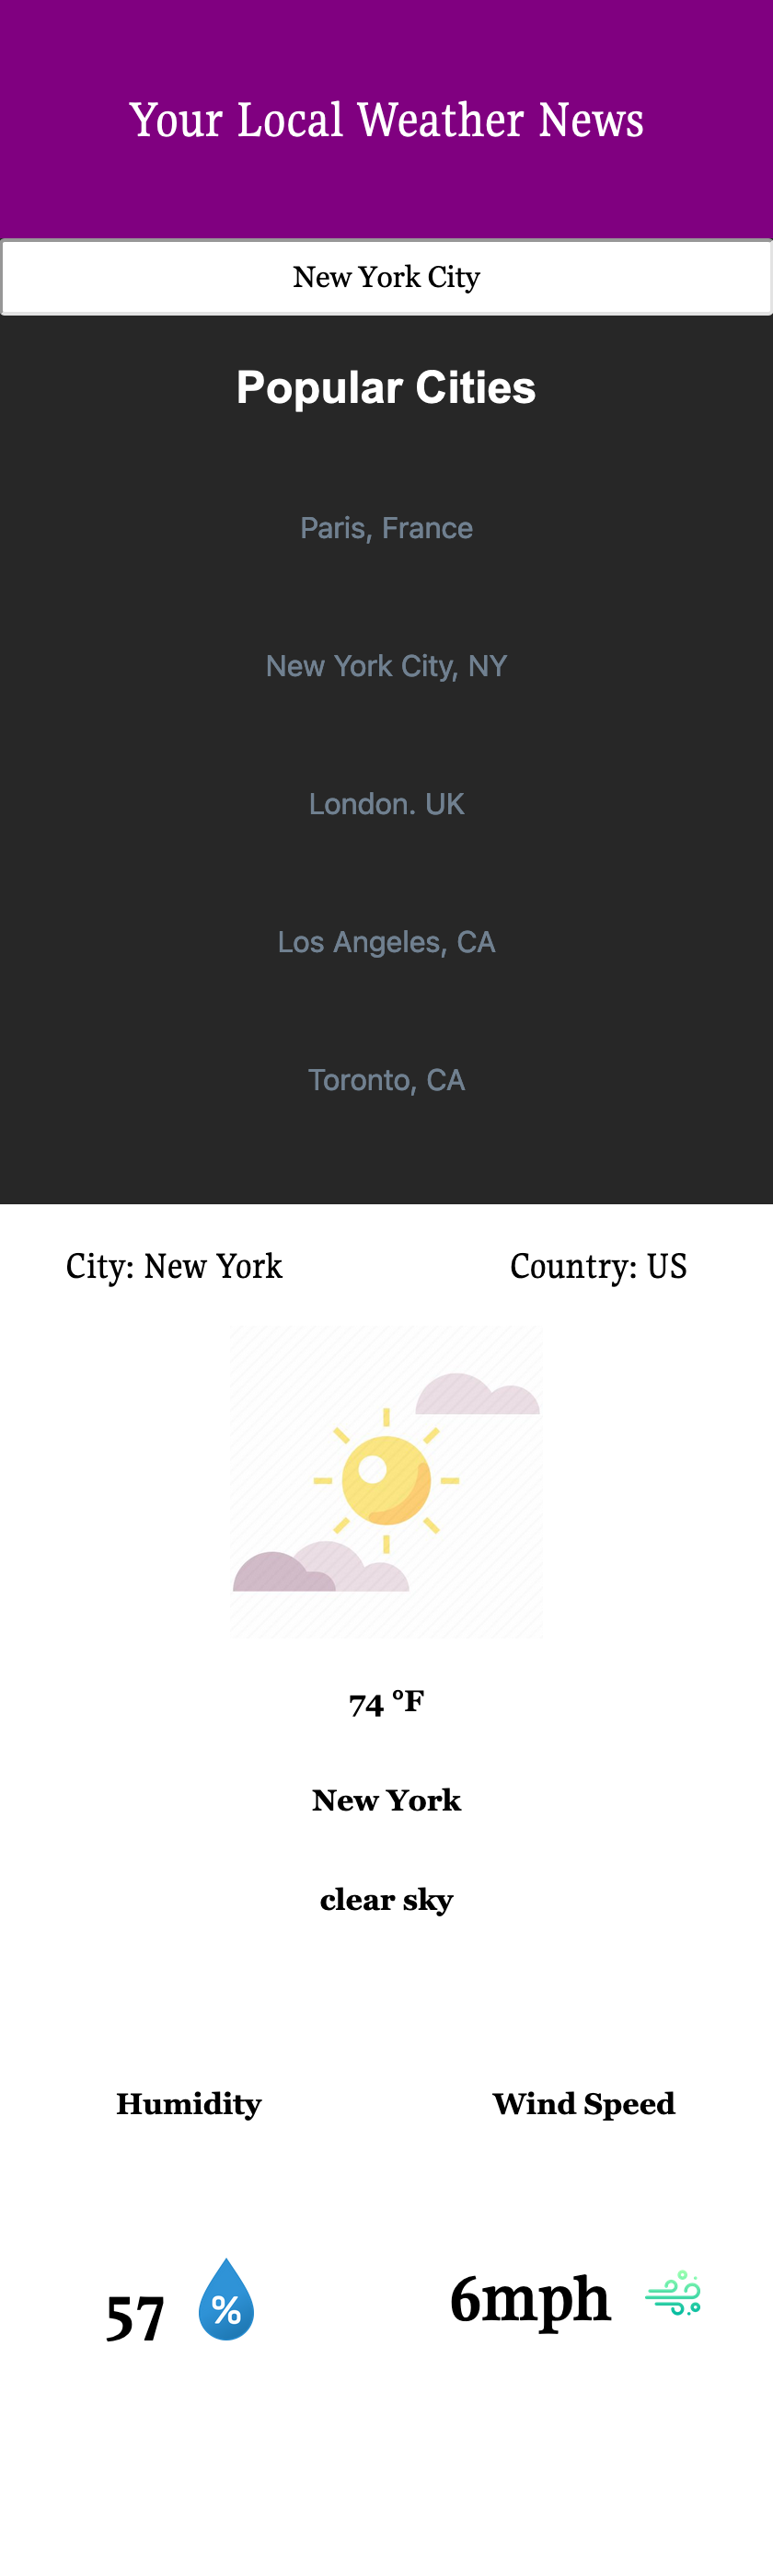 Your Local Weather News
New York City
Popular Cities
Paris, France
New York City, NY
London. UK
Los Angeles, CA
Toronto, CA
City: New York
Country: US
74 °F
New York
clear sky
Humidity
Wind Speed
57 %
6mph